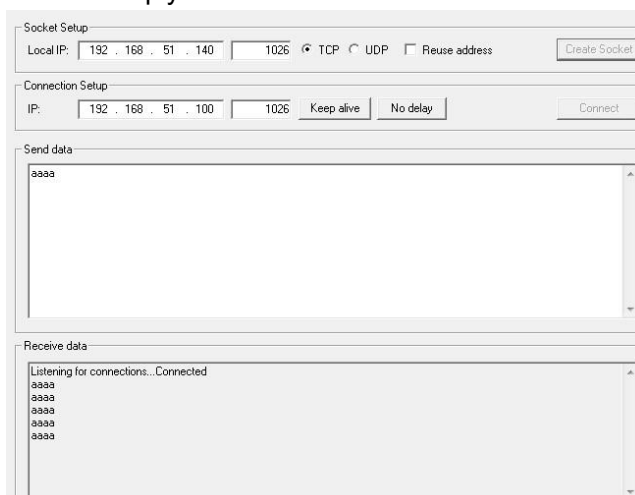 Socket Setup
Local IP: 192 . 168 . 51 . 140 1026 TCP UDP Reuse address Create Socket
Connection Setup
IP: 192 . 168 . 51 . 100 1026 Keep alive No delay Connect
Send data
aaaa
Receive data
Listening for connections...Connected
aaaa
aaaa
aaaa
aaaa
aaaa